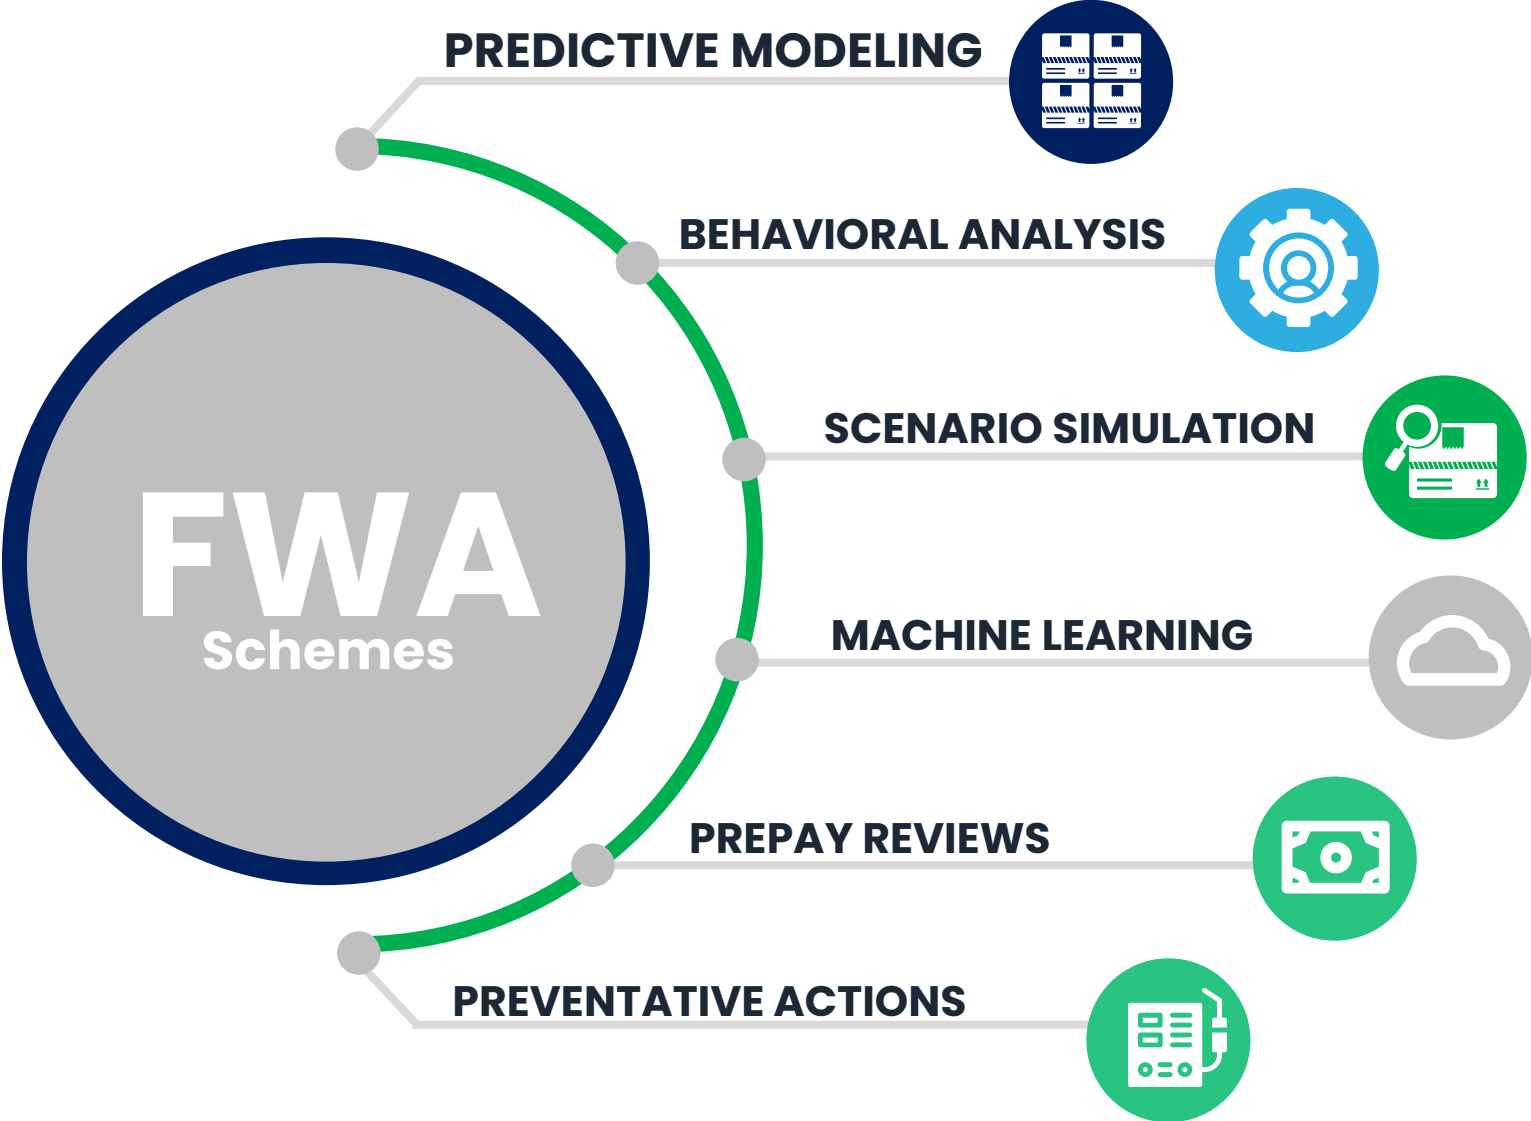 PREDICTIVE MODELING
BEHAVIORAL ANALYSIS
SCENARIO SIMULATION
FWA
Schemes
MACHINE LEARNING
PREPAY REVIEWS
PREVENTATIVE ACTIONS